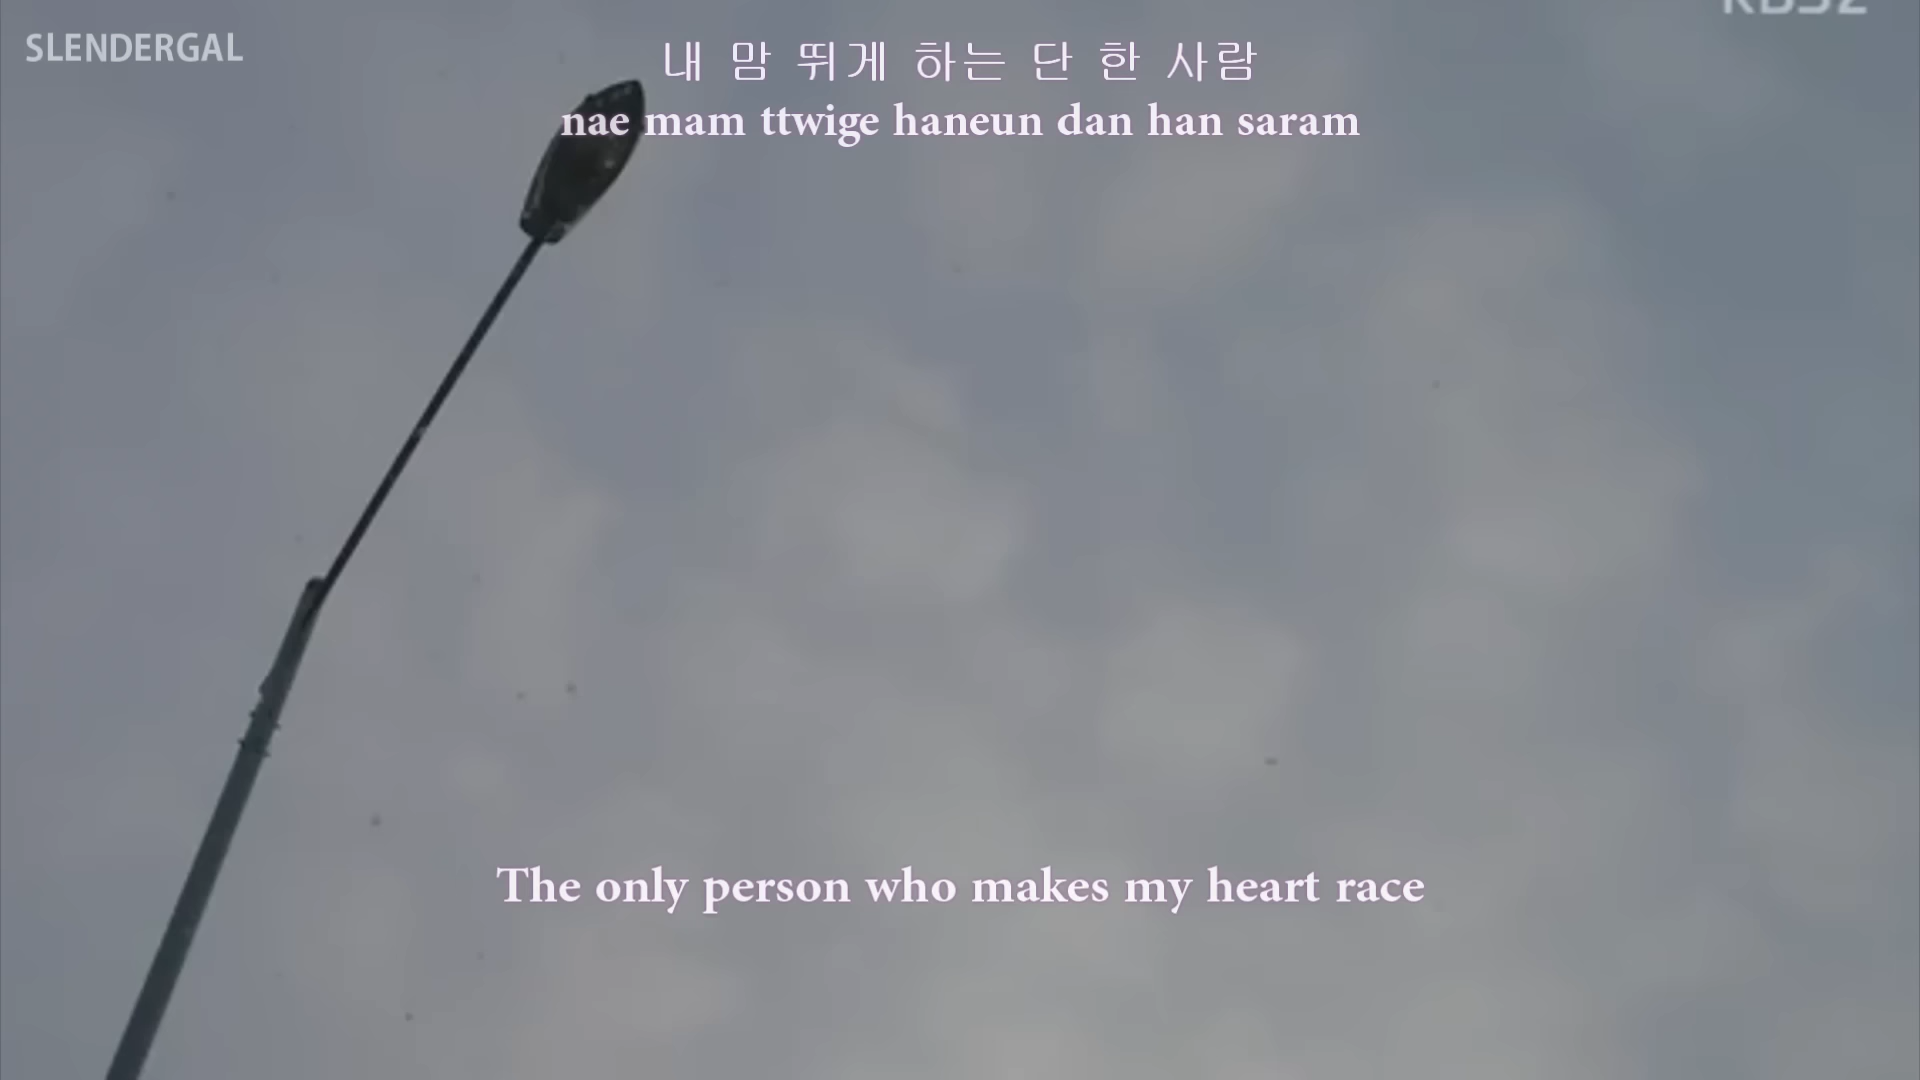 SLENDERGAL
KBS2
내 맘 뛰게 하는 단 한 사람
nae mam ttwige haneun dan han saram
The only person who makes my heart race